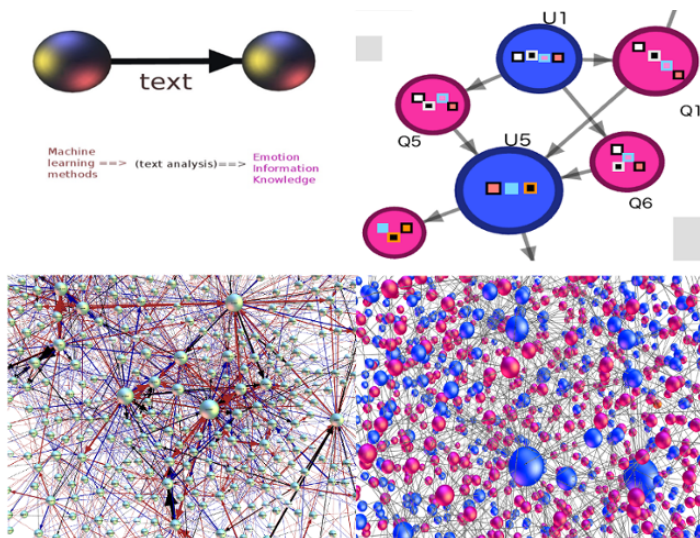 text
Machine
learning ==> (text analysis)==> Emotion
methods
Information
Knowledge
U1
Q1
Q5
U5
Q6